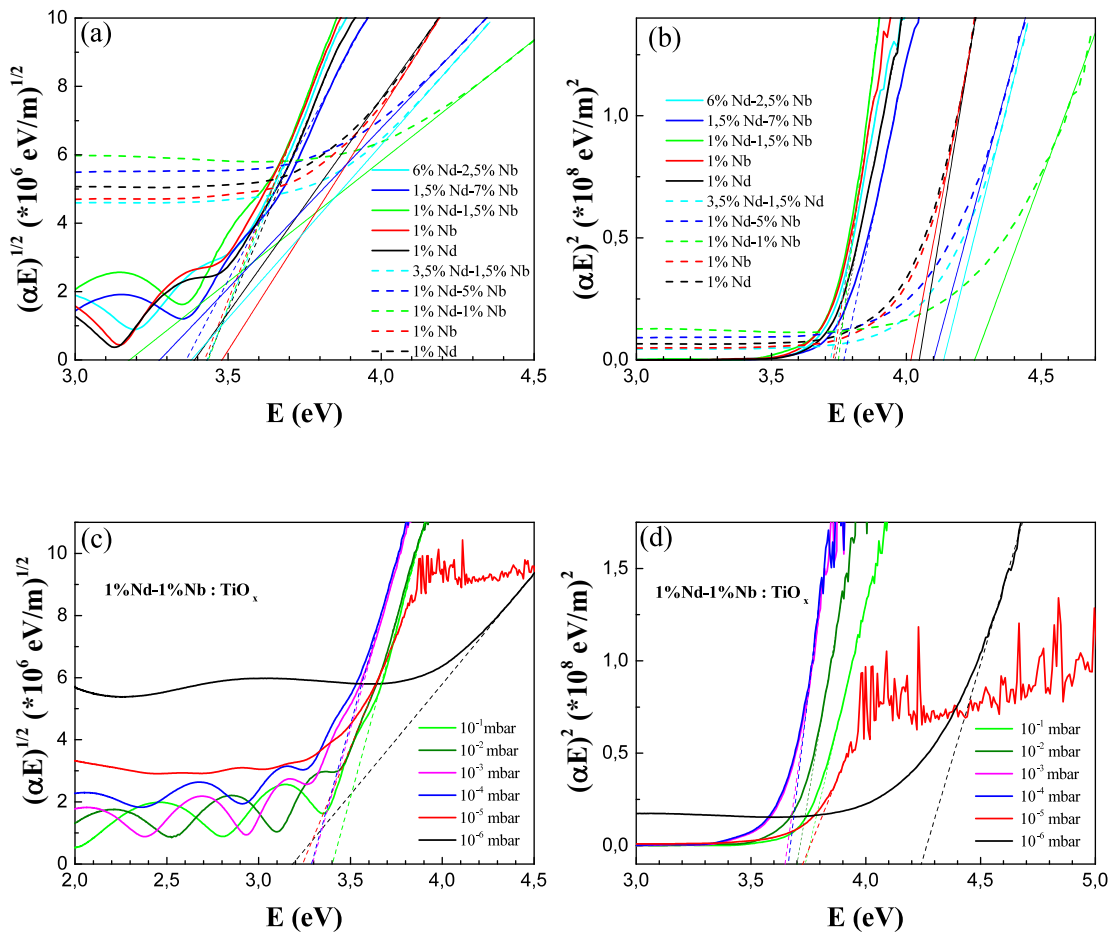 (a)
(αE)^1/2 (*10^6 eV/m)^1/2
10
8
6
4
2
0
6% Nd-2,5% Nb
1,5% Nd-7% Nb
1% Nd-1,5% Nb
1% Nb
1% Nd
3,5% Nd-1,5% Nb
1% Nd-5% Nb
1% Nd-1% Nb
1% Nb
1% Nd
3,0 3,5 4,0 4,5
E (eV)
(b)
(αE)^2 (*10^8 eV/m)^2
1,0
0,5
0,0
6% Nd-2,5% Nb
1,5% Nd-7% Nb
1% Nd-1,5% Nb
1% Nb
1% Nd
3,5% Nd-1,5% Nd
1% Nd-5% Nb
1% Nd-1% Nb
1% Nb
1% Nd
3,0 3,5 4,0 4,5
E (eV)
(c)
1%Nd-1%Nb : TiO_x
(αE)^1/2 (*10^6 eV/m)^1/2
10
8
6
4
2
0
10^-1 mbar
10^-2 mbar
10^-3 mbar
10^-4 mbar
10^-5 mbar
10^-6 mbar
2,0 2,5 3,0 3,5 4,0 4,5
E (eV)
(d)
1%Nd-1%Nb : TiO_x
(αE)^2 (*10^8 eV/m)^2
1,5
1,0
0,5
0,0
10^-1 mbar
10^-2 mbar
10^-3 mbar
10^-4 mbar
10^-5 mbar
10^-6 mbar
3,0 3,5 4,0 4,5 5,0
E (eV)